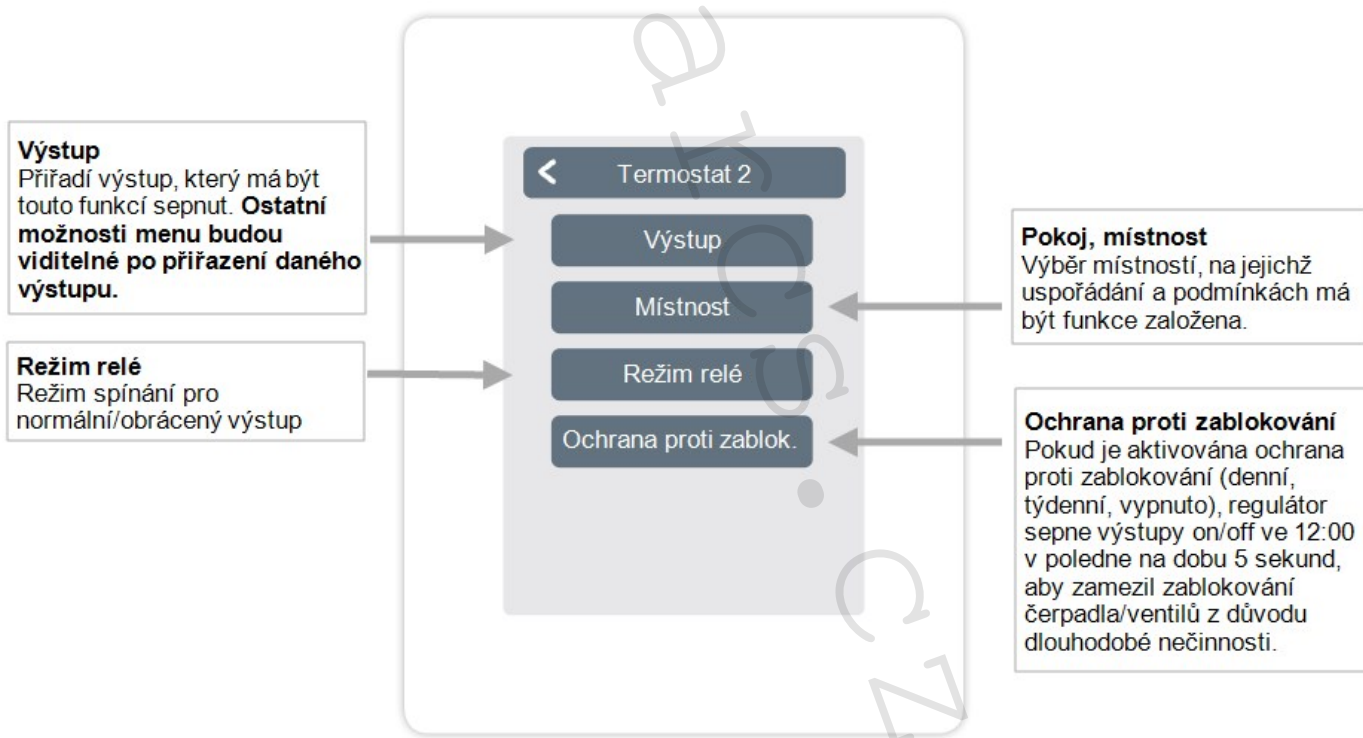 Výstup
Přiřadí výstup, který má být
touto funkcí sepnut. Ostatní
možnosti menu budou
viditelné po přiřazení daného
výstupu.
Režim relé
Režim spínání pro
normální/obrácený výstup
Termostat 2
Výstup
Místnost
Režim relé
Ochrana proti zablok.
Pokoj, místnost
Výběr místností, na jejichž
uspořádání a podmínkách má
být funkce založena.
Ochrana proti zablokování
Pokud je aktivována ochrana
proti zablokování (denní,
týdenní, vypnuto), regulátor
sepne výstupy on/off ve 12:00
v poledne na dobu 5 sekund,
aby zamezil zablokování
čerpadla/ventilů z důvodu
dlouhodobé nečinnosti.
ars.cz